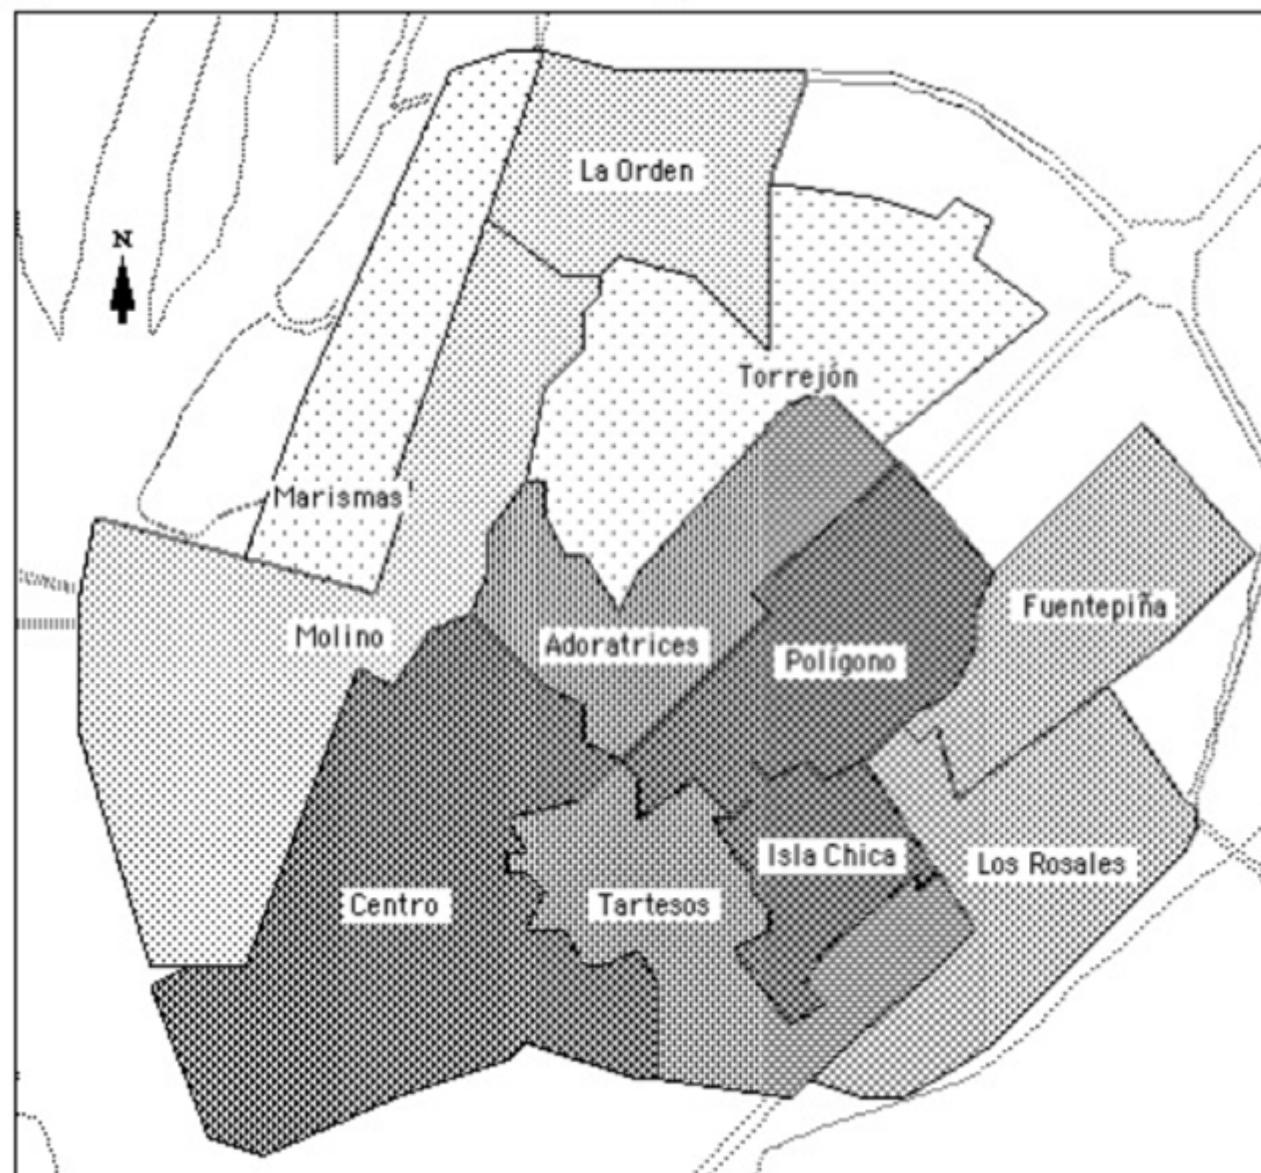 La Orden
N
Torrejón
Marismas
Fuentepiña
Molino
Adoratrices
Polígono
Isla Chica
Los Rosales
Centro
Tartesos